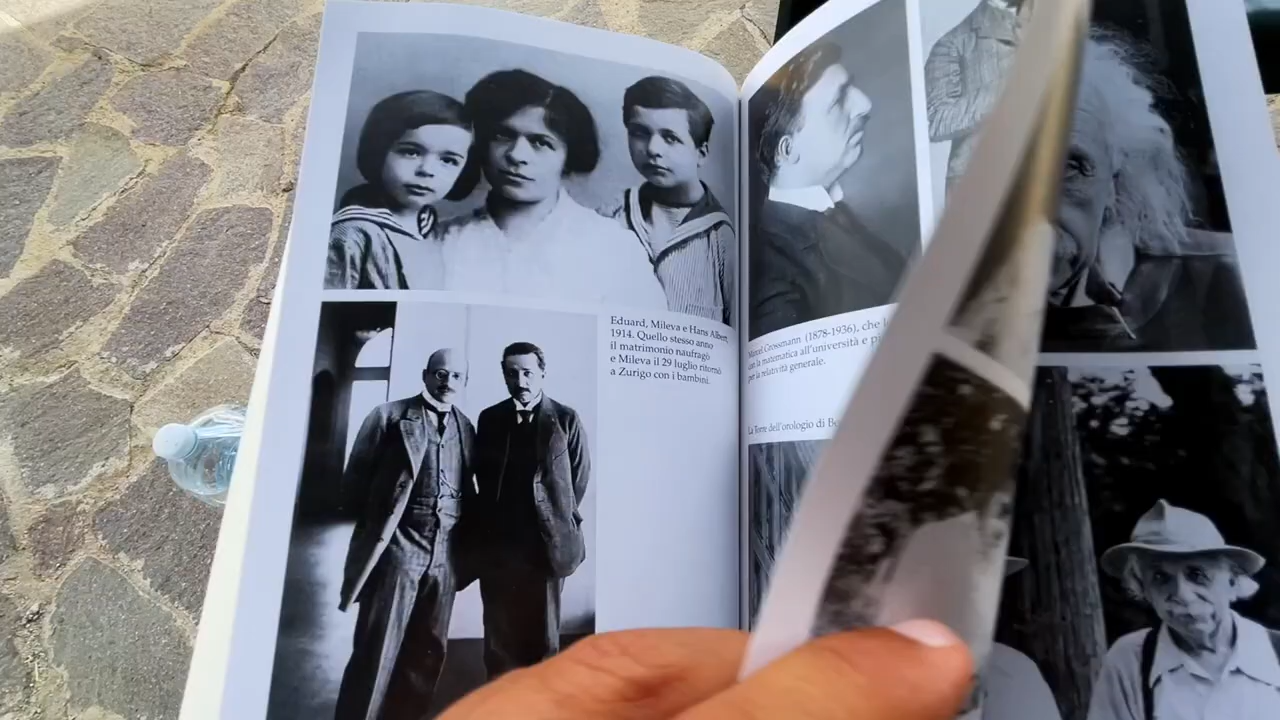 Eduard, Mileva e Hans Albert,
1914. Quello stesso anno
il matrimonio naufragò
e Mileva il 29 luglio ritornò
a Zurigo con i bambini.
Marcel Grossmann (1878-1936), che
con la matematica all'università e
per la relatività generale.
La Torre dell'orologio di